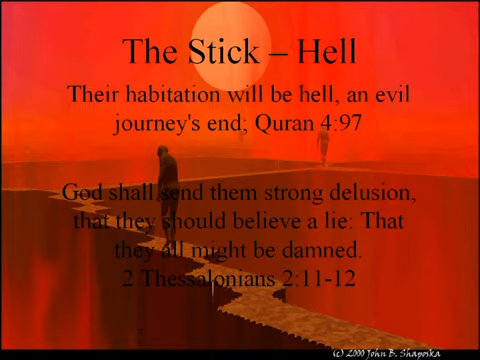 The Stick – Hell
Their habitation will be hell, an evil
journey's end; Quran 4:97
God shall send them strong delusion,
that they should believe a lie: That
they all might be damned.
2 Thessalonians 2:11-12
(c) 2000 John B. Shaposka